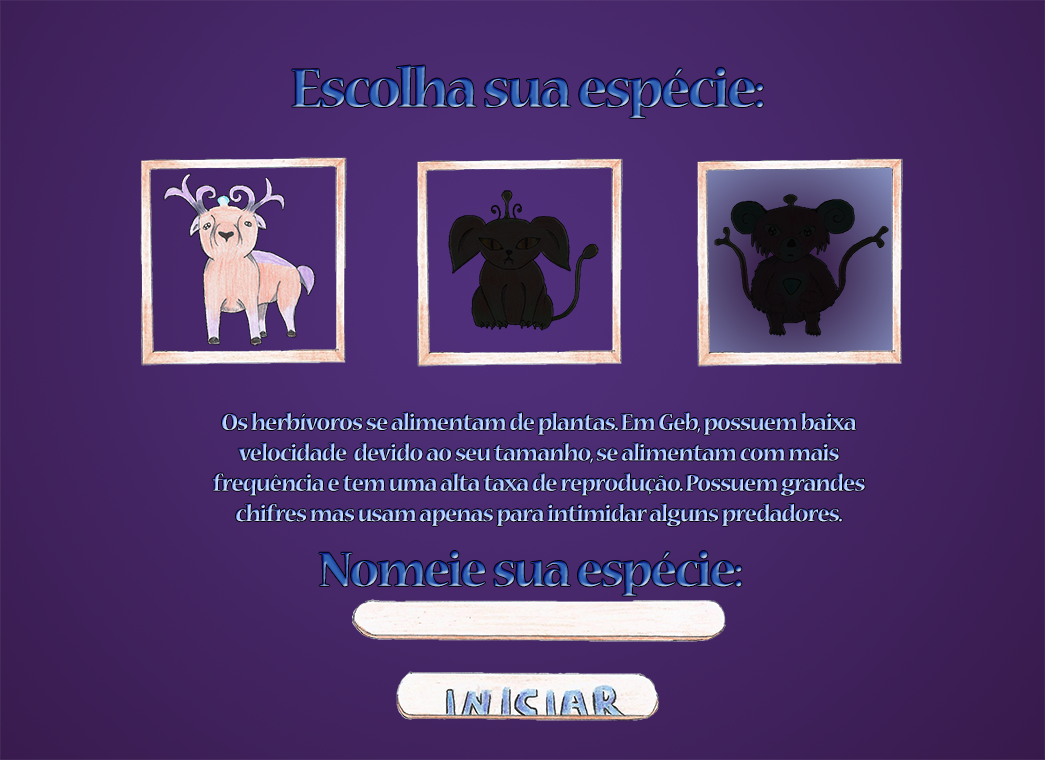 Escolha sua espécie:
Os herbívoros se alimentam de plantas. Em Geb, possuem baixa
velocidade devido ao seu tamanho, se alimentam com mais
frequência e tem uma alta taxa de reprodução. Possuem grandes
chifres mas usam apenas para intimidar alguns predadores.
Nomeie sua espécie:
INICIAR